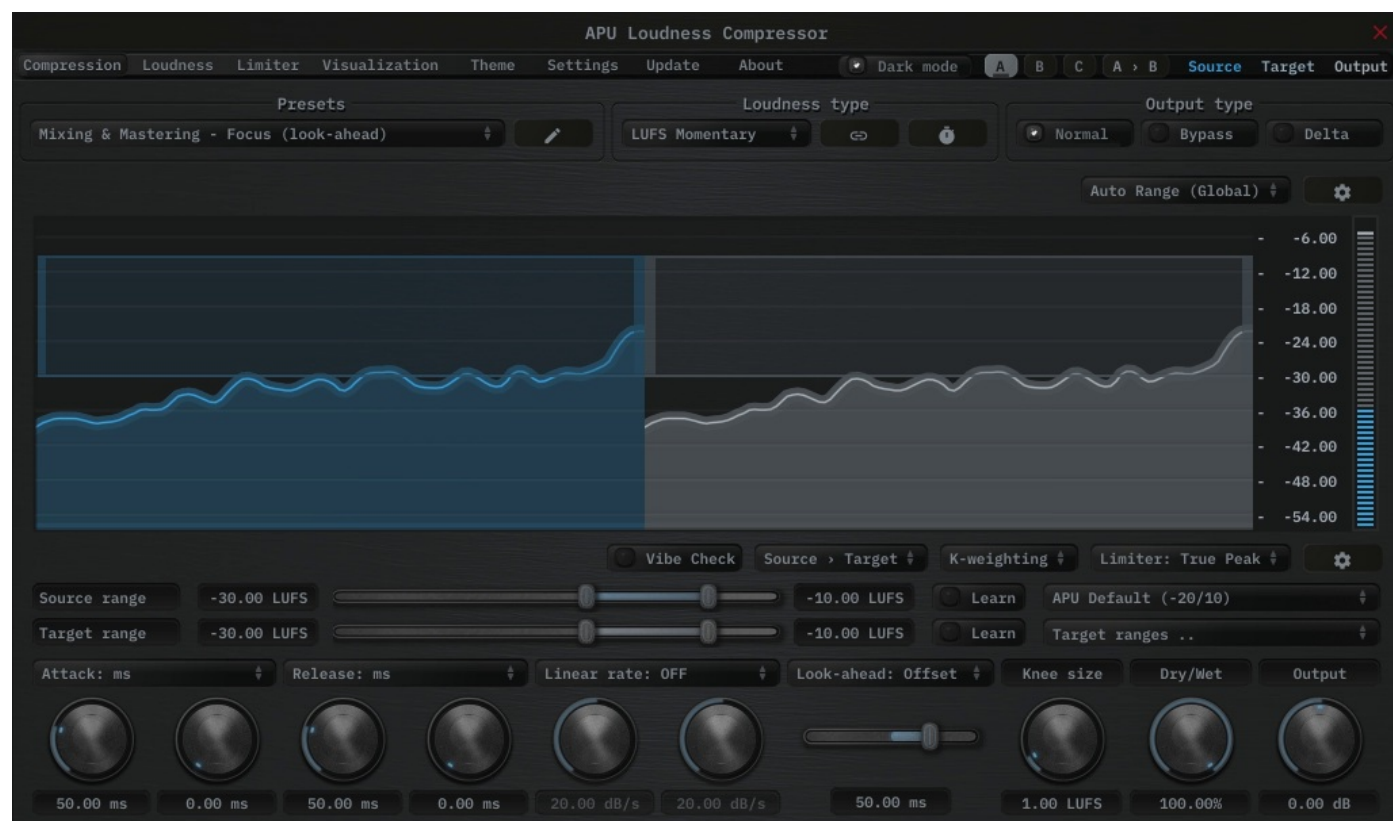 APU Loudness Compressor
Compression Loudness Limiter Visualization Theme Settings Update About Dark mode A B C A › B Source Target Output
Presets Loudness type Output type
Mixing & Mastering - Focus (look-ahead) LUFS Momentary Normal Bypass Delta
Auto Range (Global)
- -6.00
- -12.00
- -18.00
- -24.00
- -30.00
- -36.00
- -42.00
- -48.00
- -54.00
Vibe Check Source › Target K-weighting Limiter: True Peak
Source range -30.00 LUFS -10.00 LUFS Learn APU Default (-20/10)
Target range -30.00 LUFS -10.00 LUFS Learn Target ranges ..
Attack: ms Release: ms Linear rate: OFF Look-ahead: Offset Knee size Dry/Wet Output
50.00 ms 0.00 ms 50.00 ms 0.00 ms 20.00 dB/s 20.00 dB/s 50.00 ms 1.00 LUFS 100.00% 0.00 dB